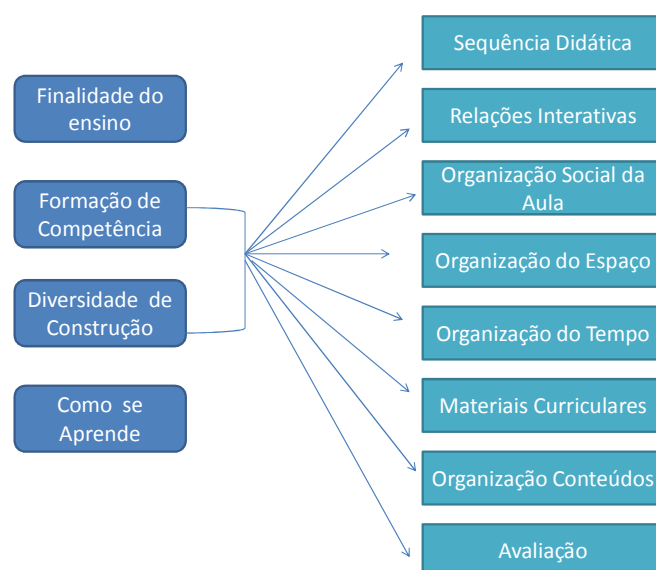 Finalidade do
ensino
Formação de
Competência
Diversidade de
Construção
Como se
Aprende
Sequência Didática
Relações Interativas
Organização Social da
Aula
Organização do Espaço
Organização do Tempo
Materiais Curriculares
Organização Conteúdos
Avaliação